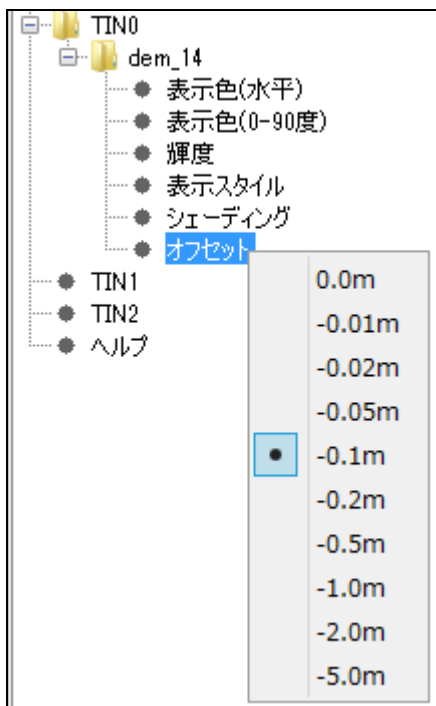 TIN0
dem_14
表示色(水平)
表示色(0-90度)
輝度
表示スタイル
シェーディング
オフセット
TIN1
TIN2
ヘルプ
0.0m
-0.01m
-0.02m
-0.05m
-0.1m
-0.2m
-0.5m
-1.0m
-2.0m
-5.0m